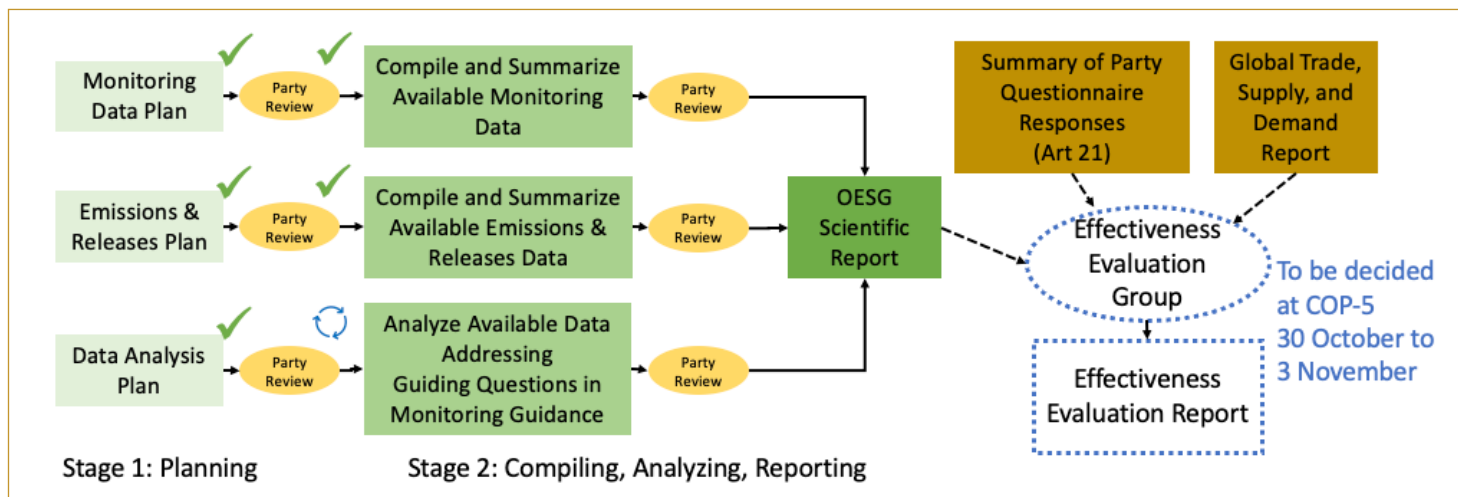 Monitoring
Data Plan
Party
Review
Compile and Summarize
Available Monitoring
Data
Party
Review
Summary of Party
Questionnaire
Responses
(Art 21)
Global Trade,
Supply, and
Demand
Report
Emissions &
Releases Plan
Party
Review
Compile and Summarize
Available Emissions &
Releases Data
Party
Review
OESG
Scientific
Report
Effectiveness
Evaluation
Group
To be decided
at COP-5
30 October to
3 November
Data Analysis
Plan
Party
Review
Analyze Available Data
Addressing
Guiding Questions in
Monitoring Guidance
Party
Review
Effectiveness
Evaluation Report
Stage 1: Planning
Stage 2: Compiling, Analyzing, Reporting